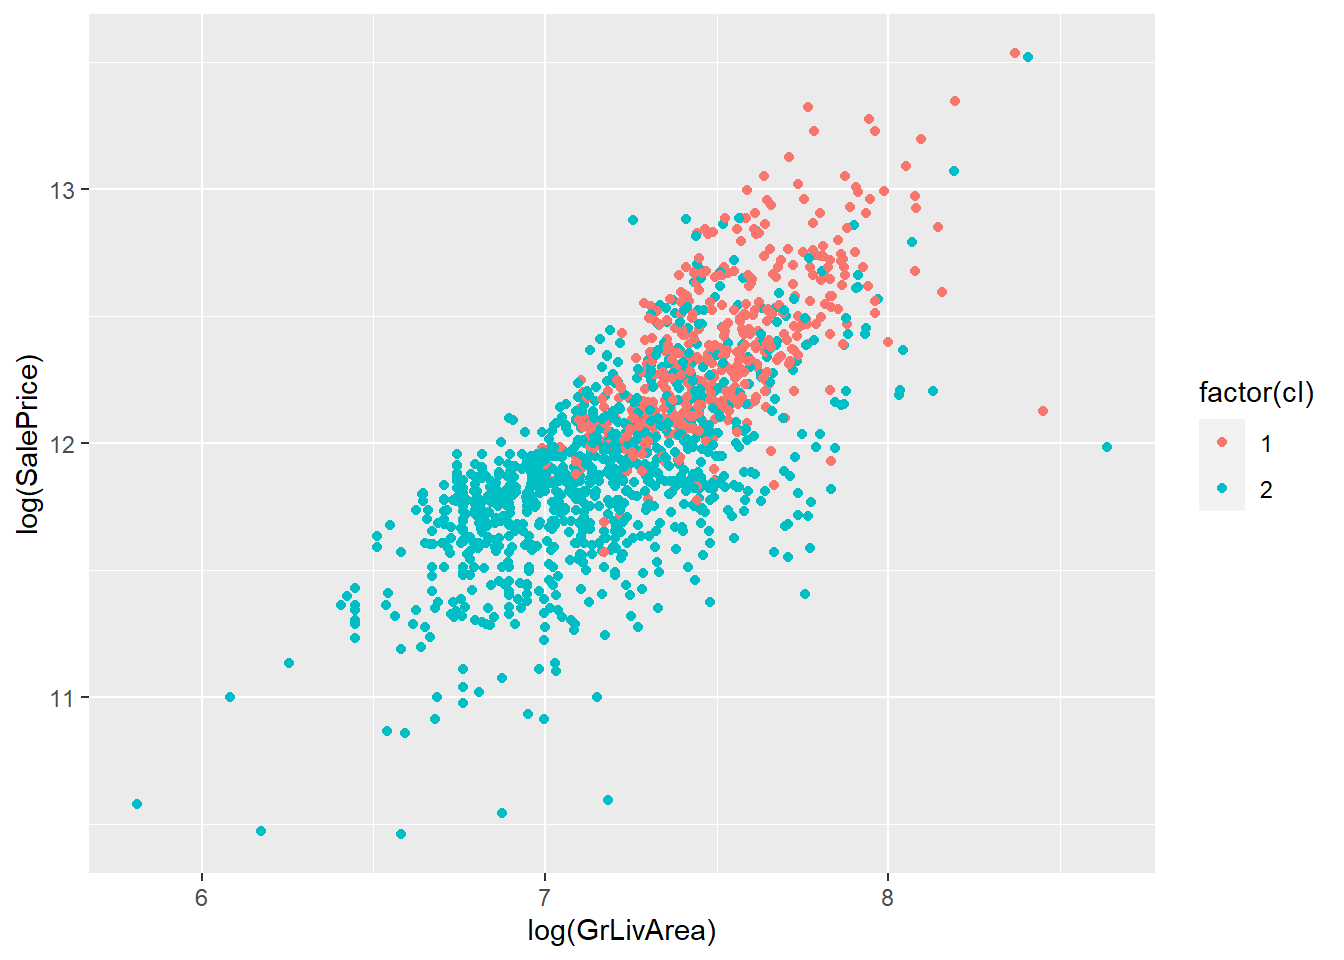 13
12
11
6 7 8
log(GrLivArea)
log(SalePrice)
factor(cl)
1
2